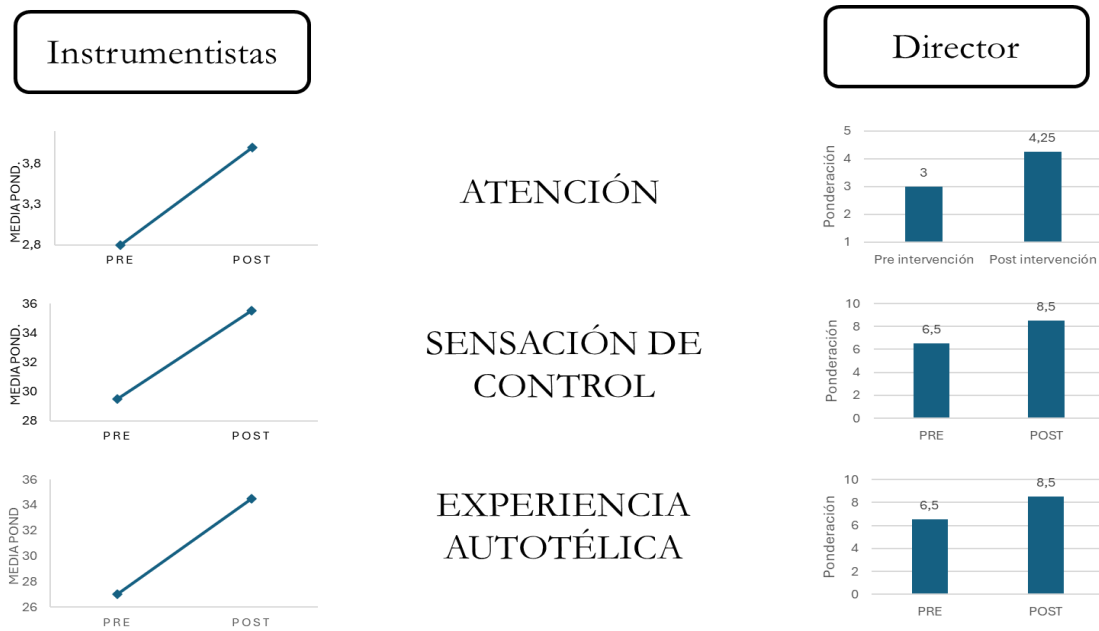 Instrumentistas
Director
MEDIA POND.
3,8
3,3
2,8
PRE POST
ATENCIÓN
Ponderación
5
4
3
2
1
3
4,25
Pre intervención Post intervención
MEDIA POND.
36
34
32
30
28
PRE POST
SENSACIÓN DE
CONTROL
Ponderación
10
8
6
4
2
0
6,5
8,5
PRE POST
MEDIA POND
36
34
32
30
28
26
PRE POST
EXPERIENCIA
AUTOTÉLICA
Ponderación
10
8
6
4
2
0
6,5
8,5
PRE POST